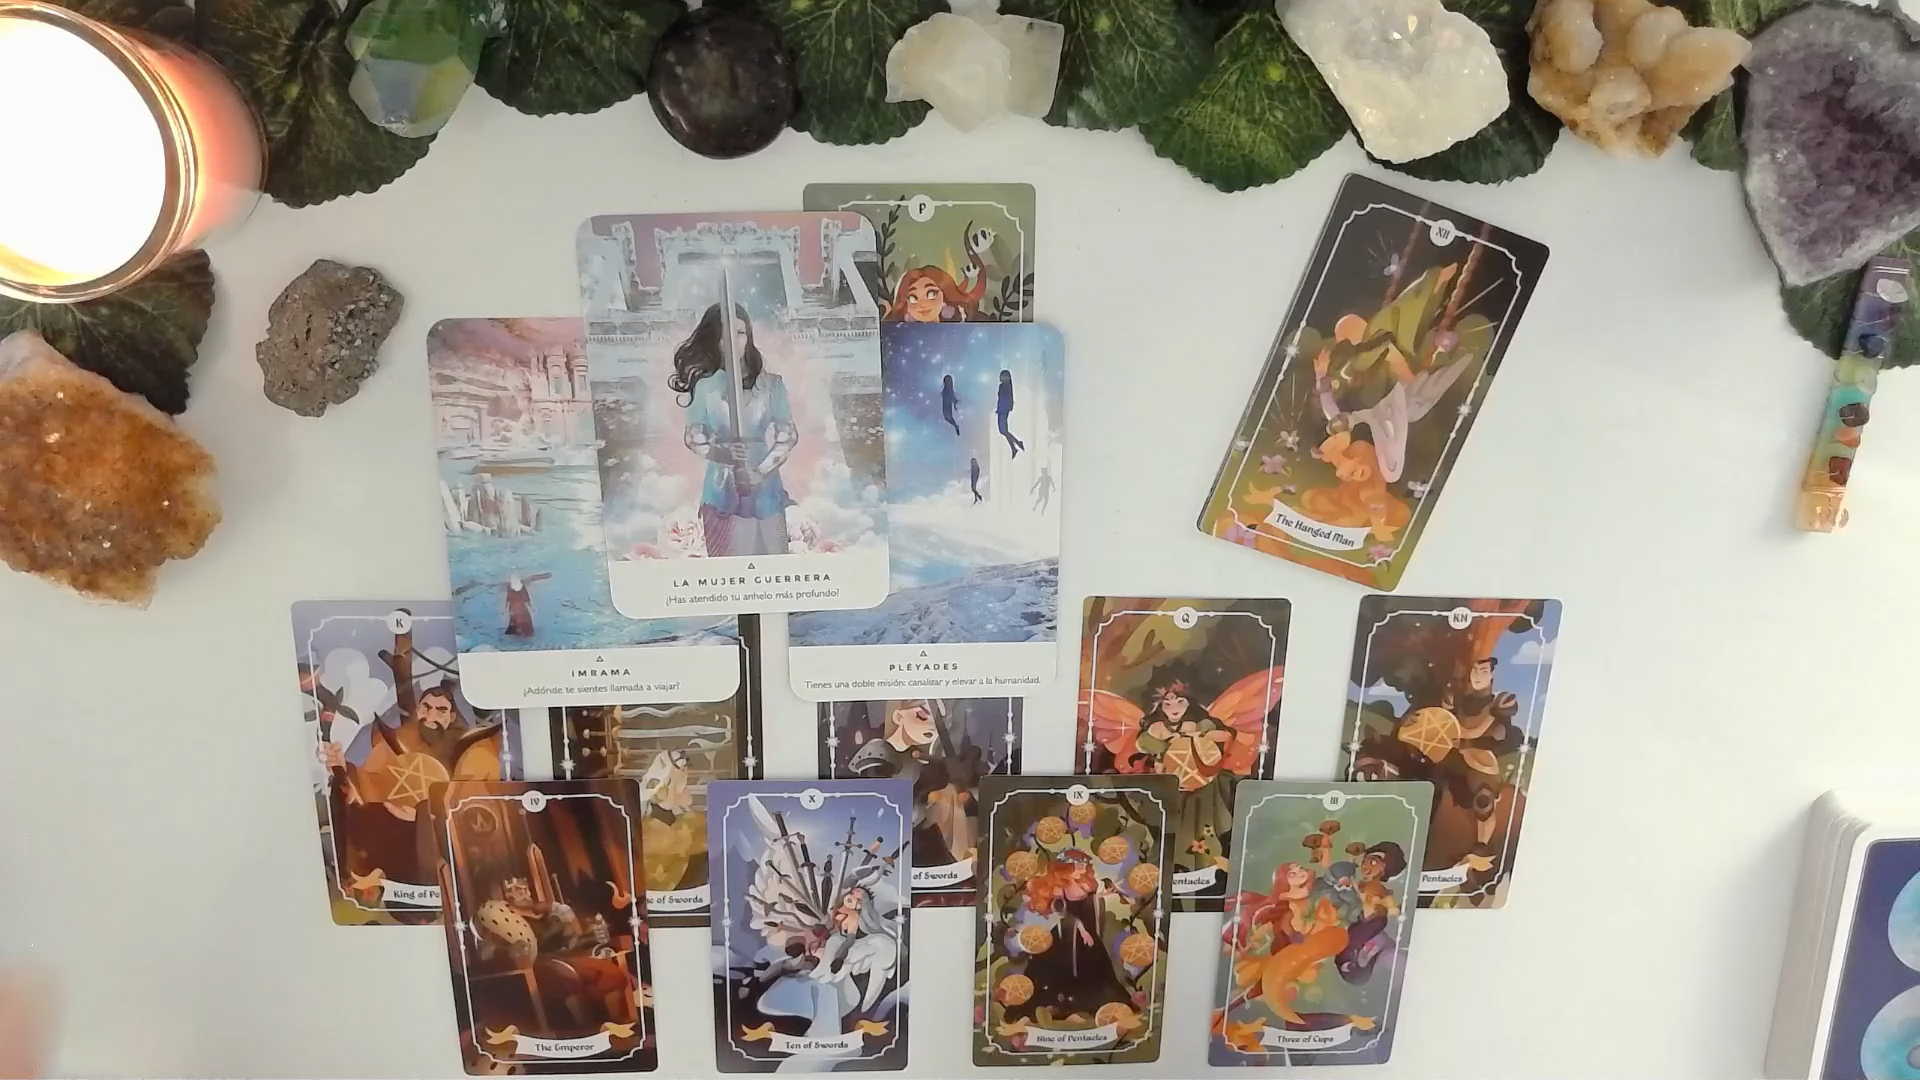 P
XII
The Hanged Man
LA MUJER GUERRERA
¿Has atendido tu anhelo más profundo?
IMRAMA
¿Adónde te sientes llamada a viajar?
PLÉYADES
Tienes una doble misión: canalizar y elevar a la humanidad.
K
Q
KN
King of
of Swords
of Swords
Pentacles
IV
X
IX
III
The Emperor
Ten of Swords
Nine of Pentacles
Three of Cups